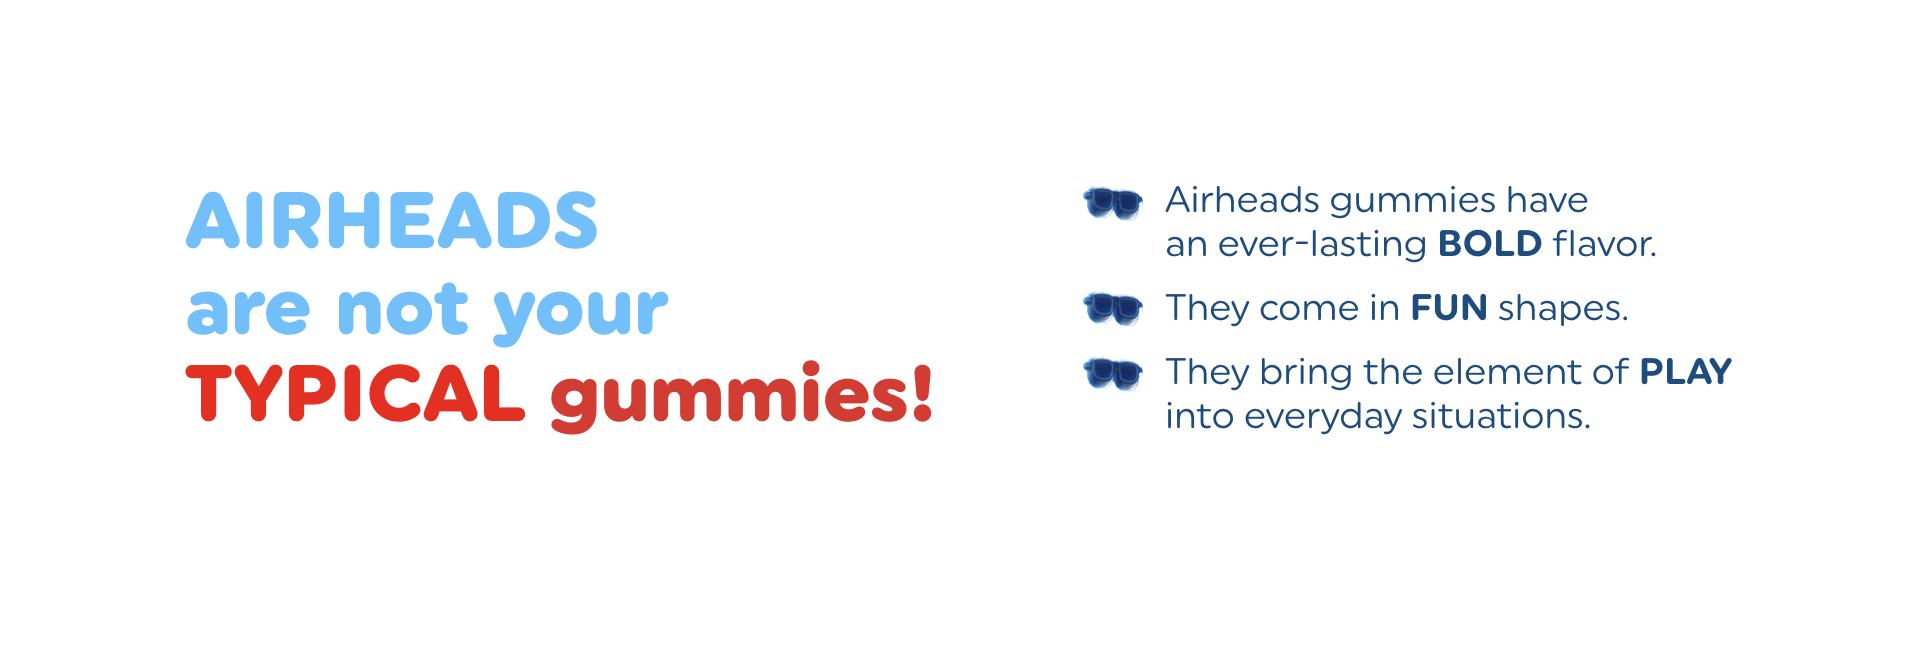 AIRHEADS
are not your
TYPICAL gummies!
Airheads gummies have
an ever-lasting BOLD flavor.
They come in FUN shapes.
They bring the element of PLAY
into everyday situations.